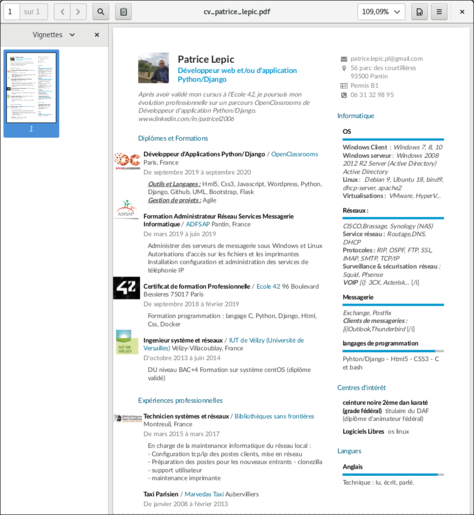 1
sur 1
cv_patrice_lepic.pdf
109,09%
Vignettes
1
Patrice Lepic
Développeur web et/ou d'application
Python/Django
Après avoir validé mon cursus à l'Ecole 42, je poursuis mon
évolution professionnelle sur un parcours OpenClassrooms de
Développeur d'application Python/Django.
www.linkedin.com/in/patricel2006
Diplômes et Formations
Développeur d'Applications Python/Django / OpenClassrooms
Paris, France
De septembre 2019 à septembre 2020
Outils et Langages : Html5, Css3, Javascript, Wordpress, Python,
Django, Github, UML, Bootstrap, Flask
Gestion de projets : Agile
ADFSAP
Formation Administrateur Réseau Services Messagerie
Informatique / ADFSAP Pantin, France
De mars 2019 à juin 2019
Administrer des serveurs de messagerie sous Windows et Linux
Autorisations d'accès sur les fichiers et les imprimantes
Installation configuration et administration des services de
téléphonie IP
42
Certificat de formation Professionnelle / Ecole 42 96 Boulevard
Bessieres 75017 Paris
De septembre 2018 à février 2019
Formation programmation : langage C, Python, Django, Html,
Css, Docker
Ingenieur système et réseaux / IUT de Vélizy (Université de
Versailles) Vélizy-Villacoublay, France
D'octobre 2013 à juin 2014
DU niveau BAC+4 Formation sur système centOS (diplôme
validé)
Expériences professionnelles
Technicien systèmes et réseaux / Bibliothèques sans frontières
Montreuil, France
De mars 2015 à mars 2017
En charge de la maintenance informatique du réseau local :
- Configuration tcp/ip des postes clients, mise en réseau
- Préparation des postes pour les nouveaux entrants - clonezilla
- support utilisateur
- maintenance imprimante
Taxi Parisien / Marvedas Taxi Aubervilliers
De janvier 2008 à février 2013
patrice.lepic.pl@gmail.com
56 parc des courtillières
93500 Pantin
Permis B1
06 31 32 98 95
Informatique
OS
Windows Client : Windows 7, 8, 10
Windows serveur : Windows 2008
2012 R2 Server (Active Directory)
Active Directory
Linux : Debian 9, Ubuntu 18, bind9,
dhcp-server, apache2
Virtualisations : VMware, HyperV...
Réseaux :
CISCO,Brassage, Synology (NAS)
Service réseau : Routage,DNS,
DHCP
Protocoles : RIP, OSPF, FTP, SSL,
IMAP, SMTP, TCP/IP
Surveillance & sécurisation réseau :
Squid, Pfsense
VOIP [i]: 3CX, Asterisk... [/i]
Messagerie
Exchange, Postfix
Clients de messageries :
[i]Outlook,Thunderbird [/i]
langages de programmation
Pyhton/Django - Html5 - CSS3 - C
et bash
Centres d'intérêt
ceinture noire 2ème dan karaté
(grade fédéral) titulaire du DAF
(diplôme d'animateur fédéral)
Logiciels Libres os linux
Langues
Anglais
Technique : lu, écrit, parlé.